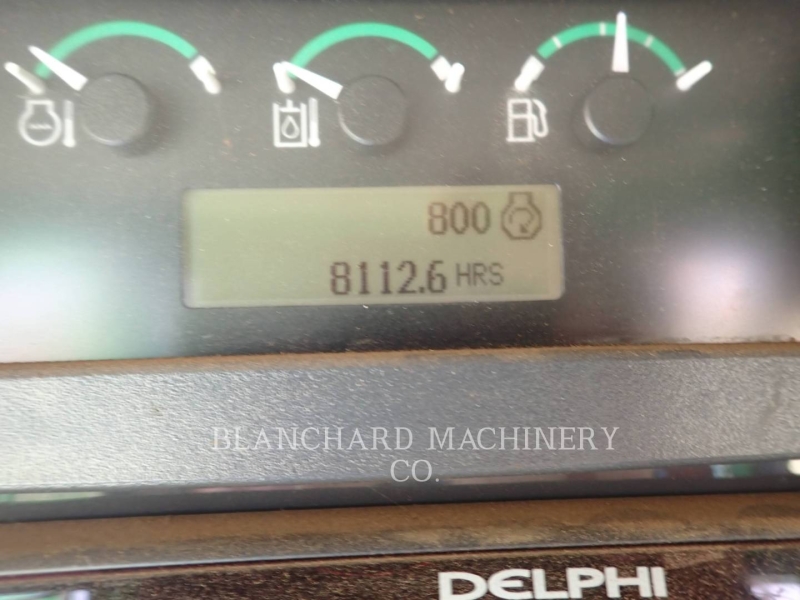 800
8112.6 HRS
BLANCHARD MACHINERY
CO.
DELPHI